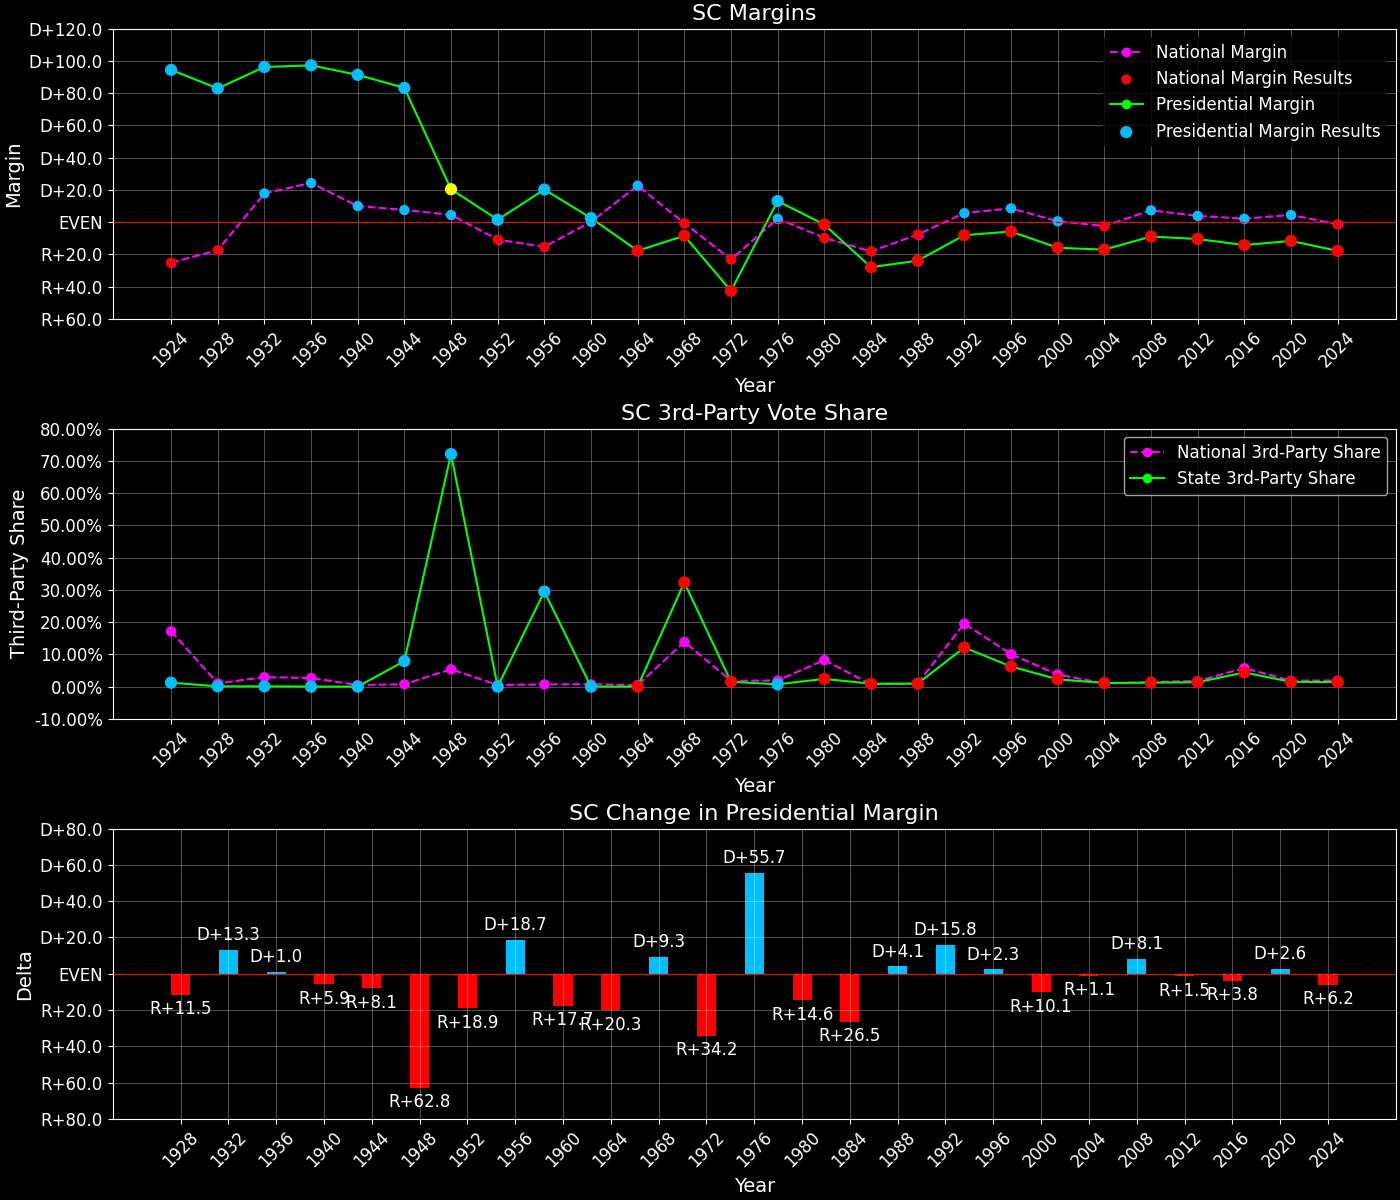 SC Margins
D+120.0
D+100.0
D+80.0
D+60.0
D+40.0
D+20.0
EVEN
R+20.0
R+40.0
R+60.0
Margin
National Margin
National Margin Results
Presidential Margin
Presidential Margin Results
1924 1928 1932 1936 1940 1944 1948 1952 1956 1960 1964 1968 1972 1976 1980 1984 1988 1992 1996 2000 2004 2008 2012 2016 2020 2024
Year
SC 3rd-Party Vote Share
80.00%
70.00%
60.00%
50.00%
40.00%
30.00%
20.00%
10.00%
0.00%
-10.00%
Third-Party Share
National 3rd-Party Share
State 3rd-Party Share
1924 1928 1932 1936 1940 1944 1948 1952 1956 1960 1964 1968 1972 1976 1980 1984 1988 1992 1996 2000 2004 2008 2012 2016 2020 2024
Year
SC Change in Presidential Margin
D+80.0
D+60.0
D+40.0
D+20.0
EVEN
R+20.0
R+40.0
R+60.0
R+80.0
Delta
R+11.5
D+13.3
D+1.0
R+5.9
R+8.1
R+62.8
R+18.9
D+18.7
R+17.7
R+20.3
D+9.3
R+34.2
D+55.7
R+14.6
R+26.5
D+4.1
D+15.8
D+2.3
R+10.1
R+1.1
D+8.1
R+1.5
R+3.8
D+2.6
R+6.2
1928 1932 1936 1940 1944 1948 1952 1956 1960 1964 1968 1972 1976 1980 1984 1988 1992 1996 2000 2004 2008 2012 2016 2020 2024
Year